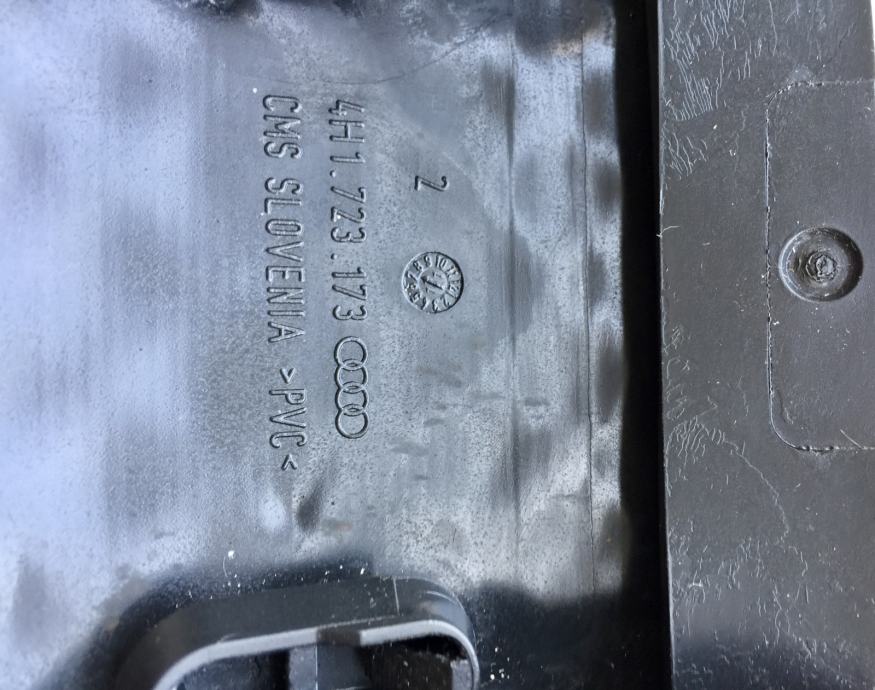 2
4H1.723.173
CMS SLOVENIA >PVC<